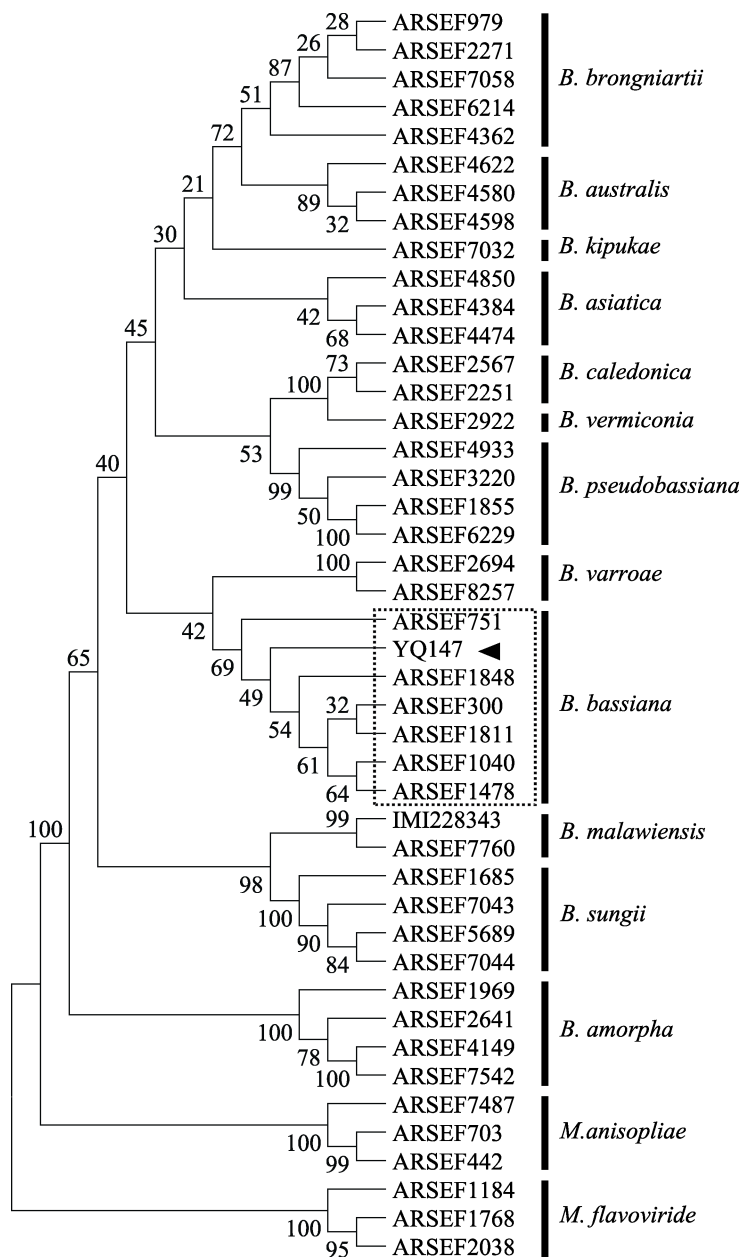 28 ARSEF979
26 ARSEF2271
87 ARSEF7058 B. brongniartii
51 ARSEF6214
72 ARSEF4362
ARSEF4622
21 89 ARSEF4580 B. australis
32 ARSEF4598
30 ARSEF7032 B. kipukae
ARSEF4850
42 ARSEF4384 B. asiatica
45 68 ARSEF4474
73 ARSEF2567
100 ARSEF2251 B. caledonica
ARSEF2922 B. vermiconia
53 ARSEF4933
40 99 ARSEF3220 B. pseudobassiana
50 ARSEF1855
100 ARSEF6229
100 ARSEF2694
ARSEF8257 B. varroae
42 ARSEF751
65 69 YQ147
49 ARSEF1848
32 ARSEF300 B. bassiana
54 ARSEF1811
61 ARSEF1040
64 ARSEF1478
99 IMI228343
100 ARSEF7760 B. malawiensis
98 ARSEF1685
100 ARSEF7043
90 ARSEF5689 B. sungii
84 ARSEF7044
ARSEF1969
100 ARSEF2641
78 ARSEF4149 B. amorpha
100 ARSEF7542
ARSEF7487
100 ARSEF703 M.anisopliae
99 ARSEF442
ARSEF1184
100 ARSEF1768 M. flavoviride
95 ARSEF2038